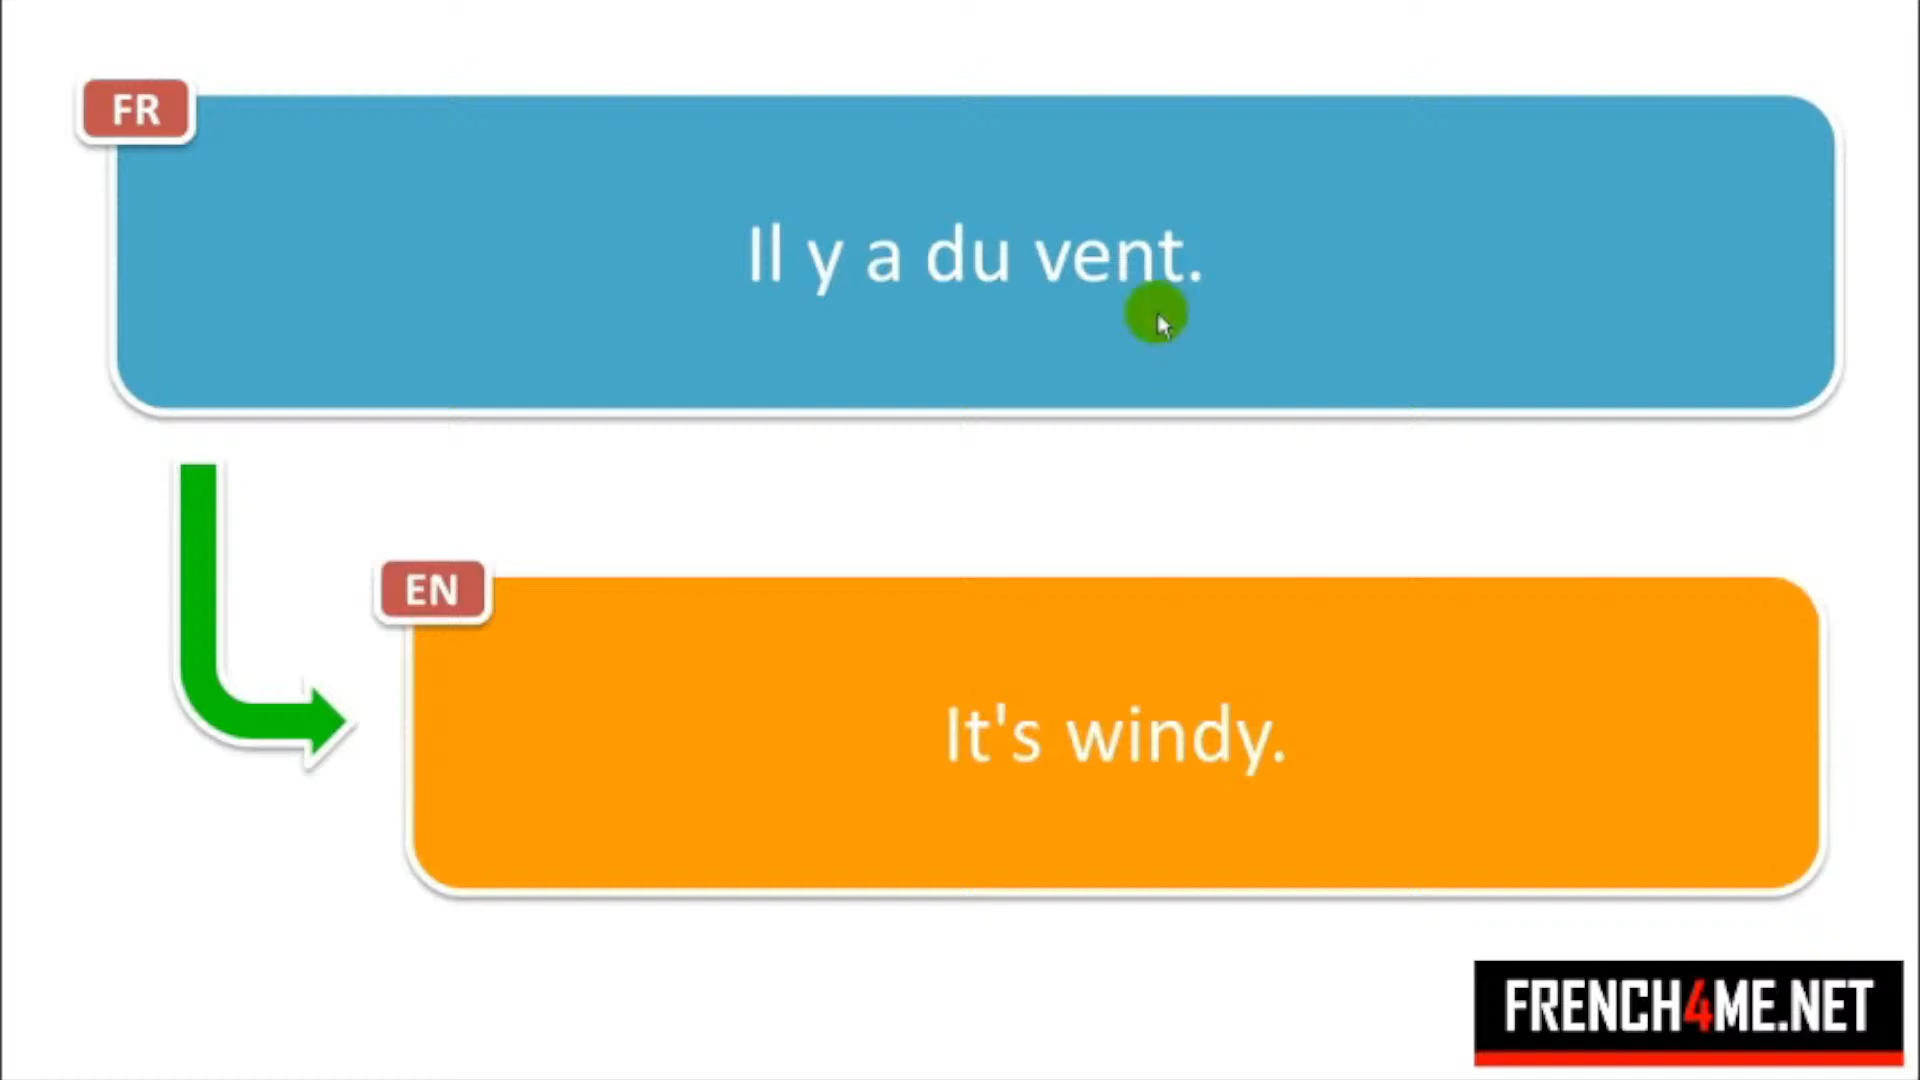 FR
Il y a du vent.
EN
It's windy.
FRENCH4ME.NET